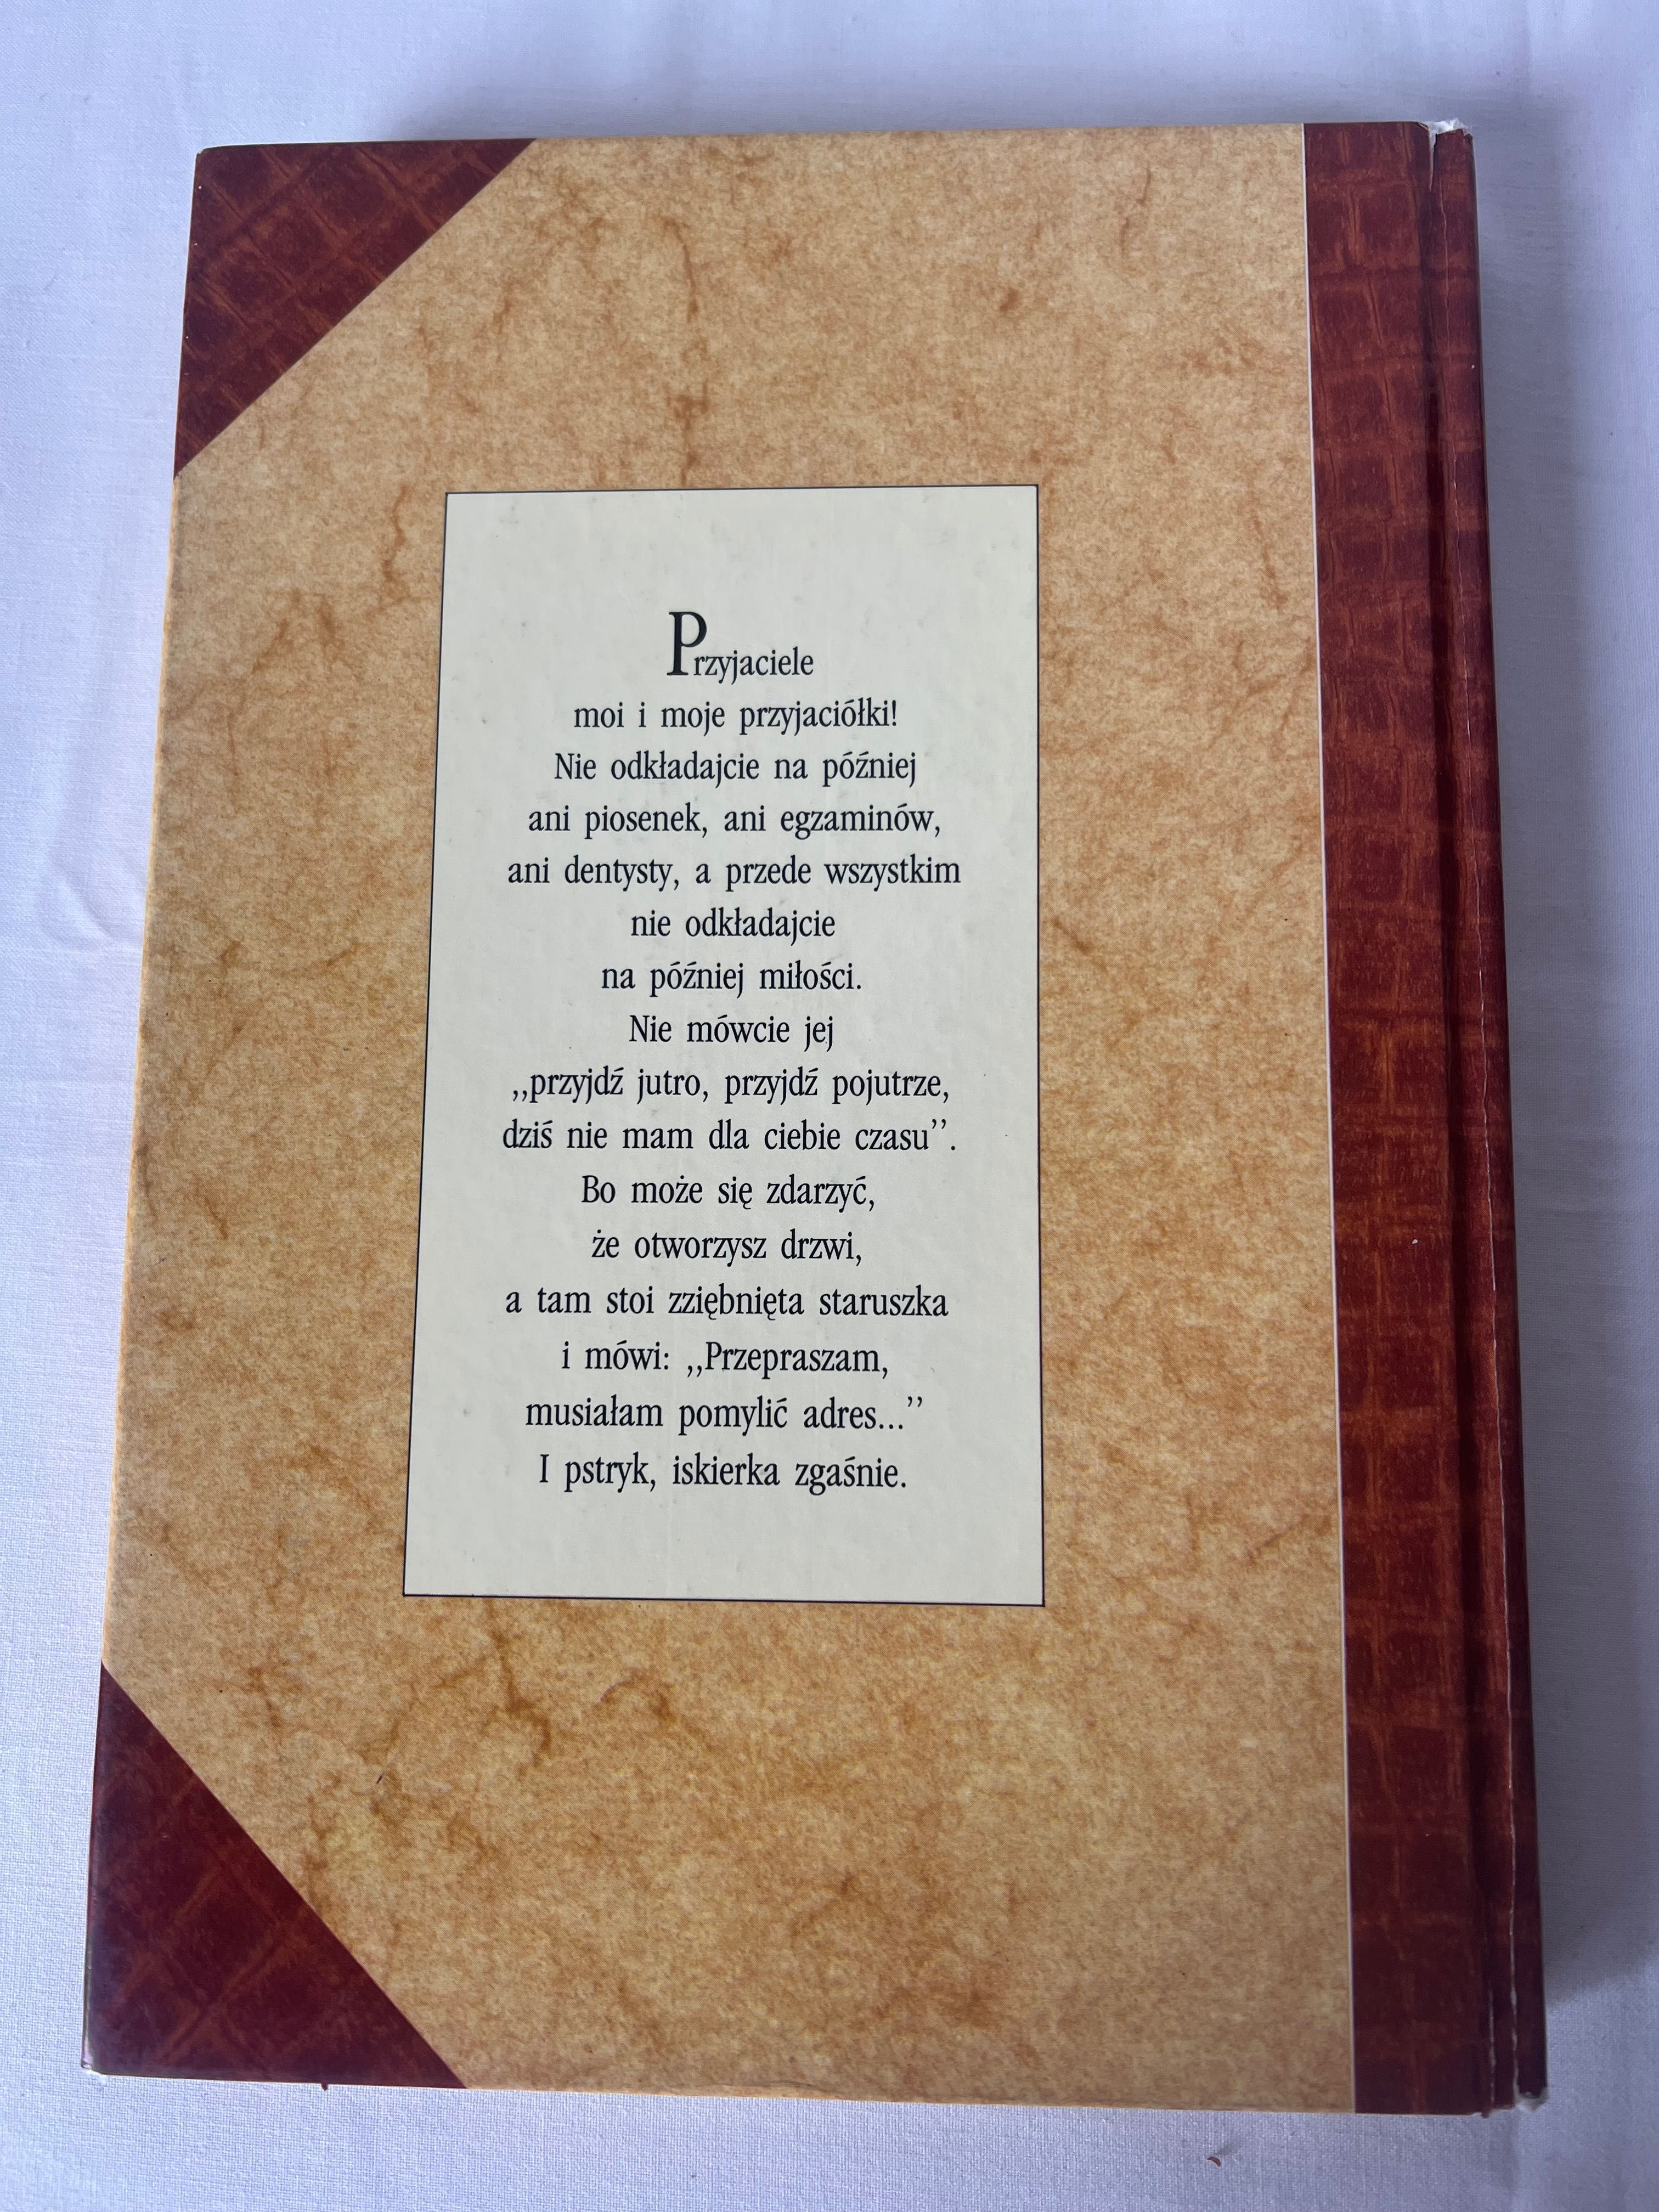 Przyjaciele
moi i moje przyjaciółki!
Nie odkładajcie na później
ani piosenek, ani egzaminów,
ani dentysty, a przede wszystkim
nie odkładajcie
na później miłości.
Nie mówcie jej
,,przyjdź jutro, przyjdź pojutrze,
dziś nie mam dla ciebie czasu’’.
Bo może się zdarzyć,
że otworzysz drzwi,
a tam stoi zziębnięta staruszka
i mówi: ,,Przepraszam,
musiałam pomylić adres...’’
I pstryk, iskierka zgaśnie.